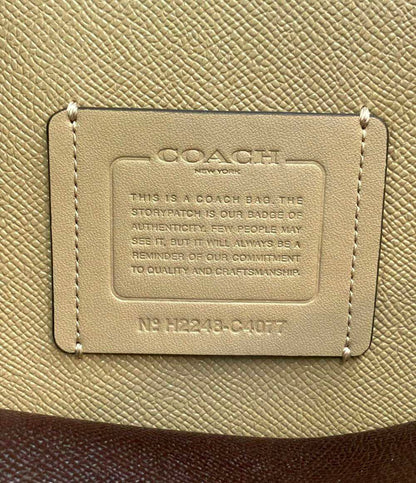 COACH
NEW YORK
THIS IS A COACH BAG. THE
STORYPATCH IS OUR BADGE OF
AUTHENTICITY. FEW PEOPLE MAY
SEE IT, BUT IT WILL ALWAYS BE A
REMINDER OF OUR COMMITMENT
TO QUALITY AND CRAFTSMANSHIP.
Nº H2248-C4077